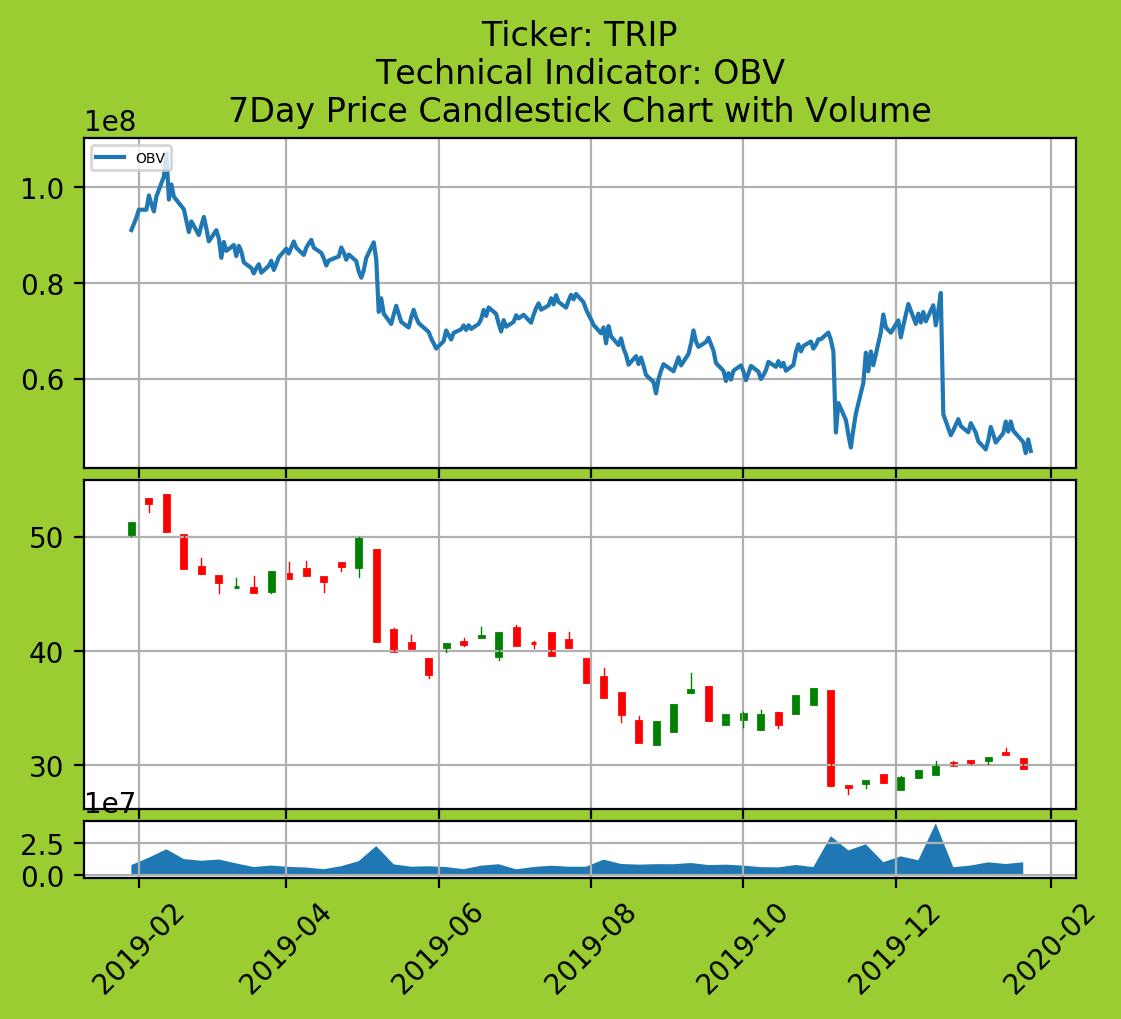 Ticker: TRIP
Technical Indicator: OBV
7Day Price Candlestick Chart with Volume
1e8
OBV
1.0
0.8
0.6
50
40
30
1e7
2.5
0.0
2019-02
2019-04
2019-06
2019-08
2019-10
2019-12
2020-02